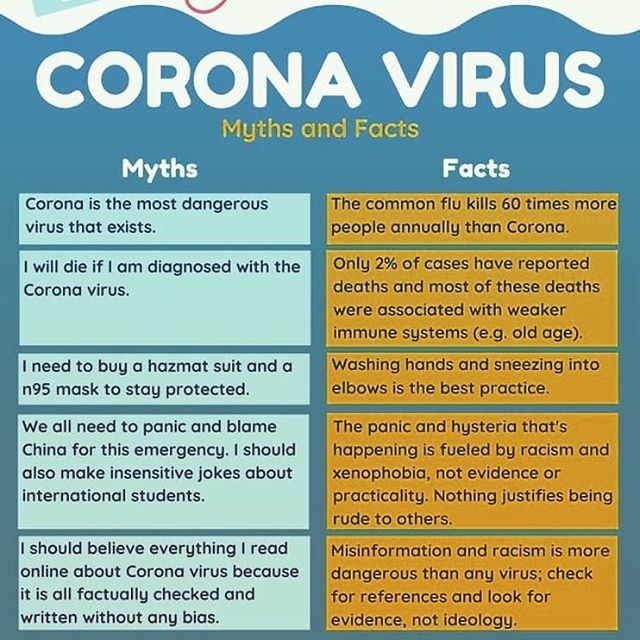 CORONA VIRUS
Myths and Facts
Myths
Facts
Corona is the most dangerous
virus that exists.
The common flu kills 60 times more
people annually than Corona.
I will die if I am diagnosed with the
Corona virus.
Only 2% of cases have reported
deaths and most of these deaths
were associated with weaker
immune systems (e.g. old age).
I need to buy a hazmat suit and a
n95 mask to stay protected.
Washing hands and sneezing into
elbows is the best practice.
We all need to panic and blame
China for this emergency. I should
also make insensitive jokes about
international students.
The panic and hysteria that's
happening is fueled by racism and
xenophobia, not evidence or
practicality. Nothing justifies being
rude to others.
I should believe everything I read
online about Corona virus because
it is all factually checked and
written without any bias.
Misinformation and racism is more
dangerous than any virus; check
for references and look for
evidence, not ideology.